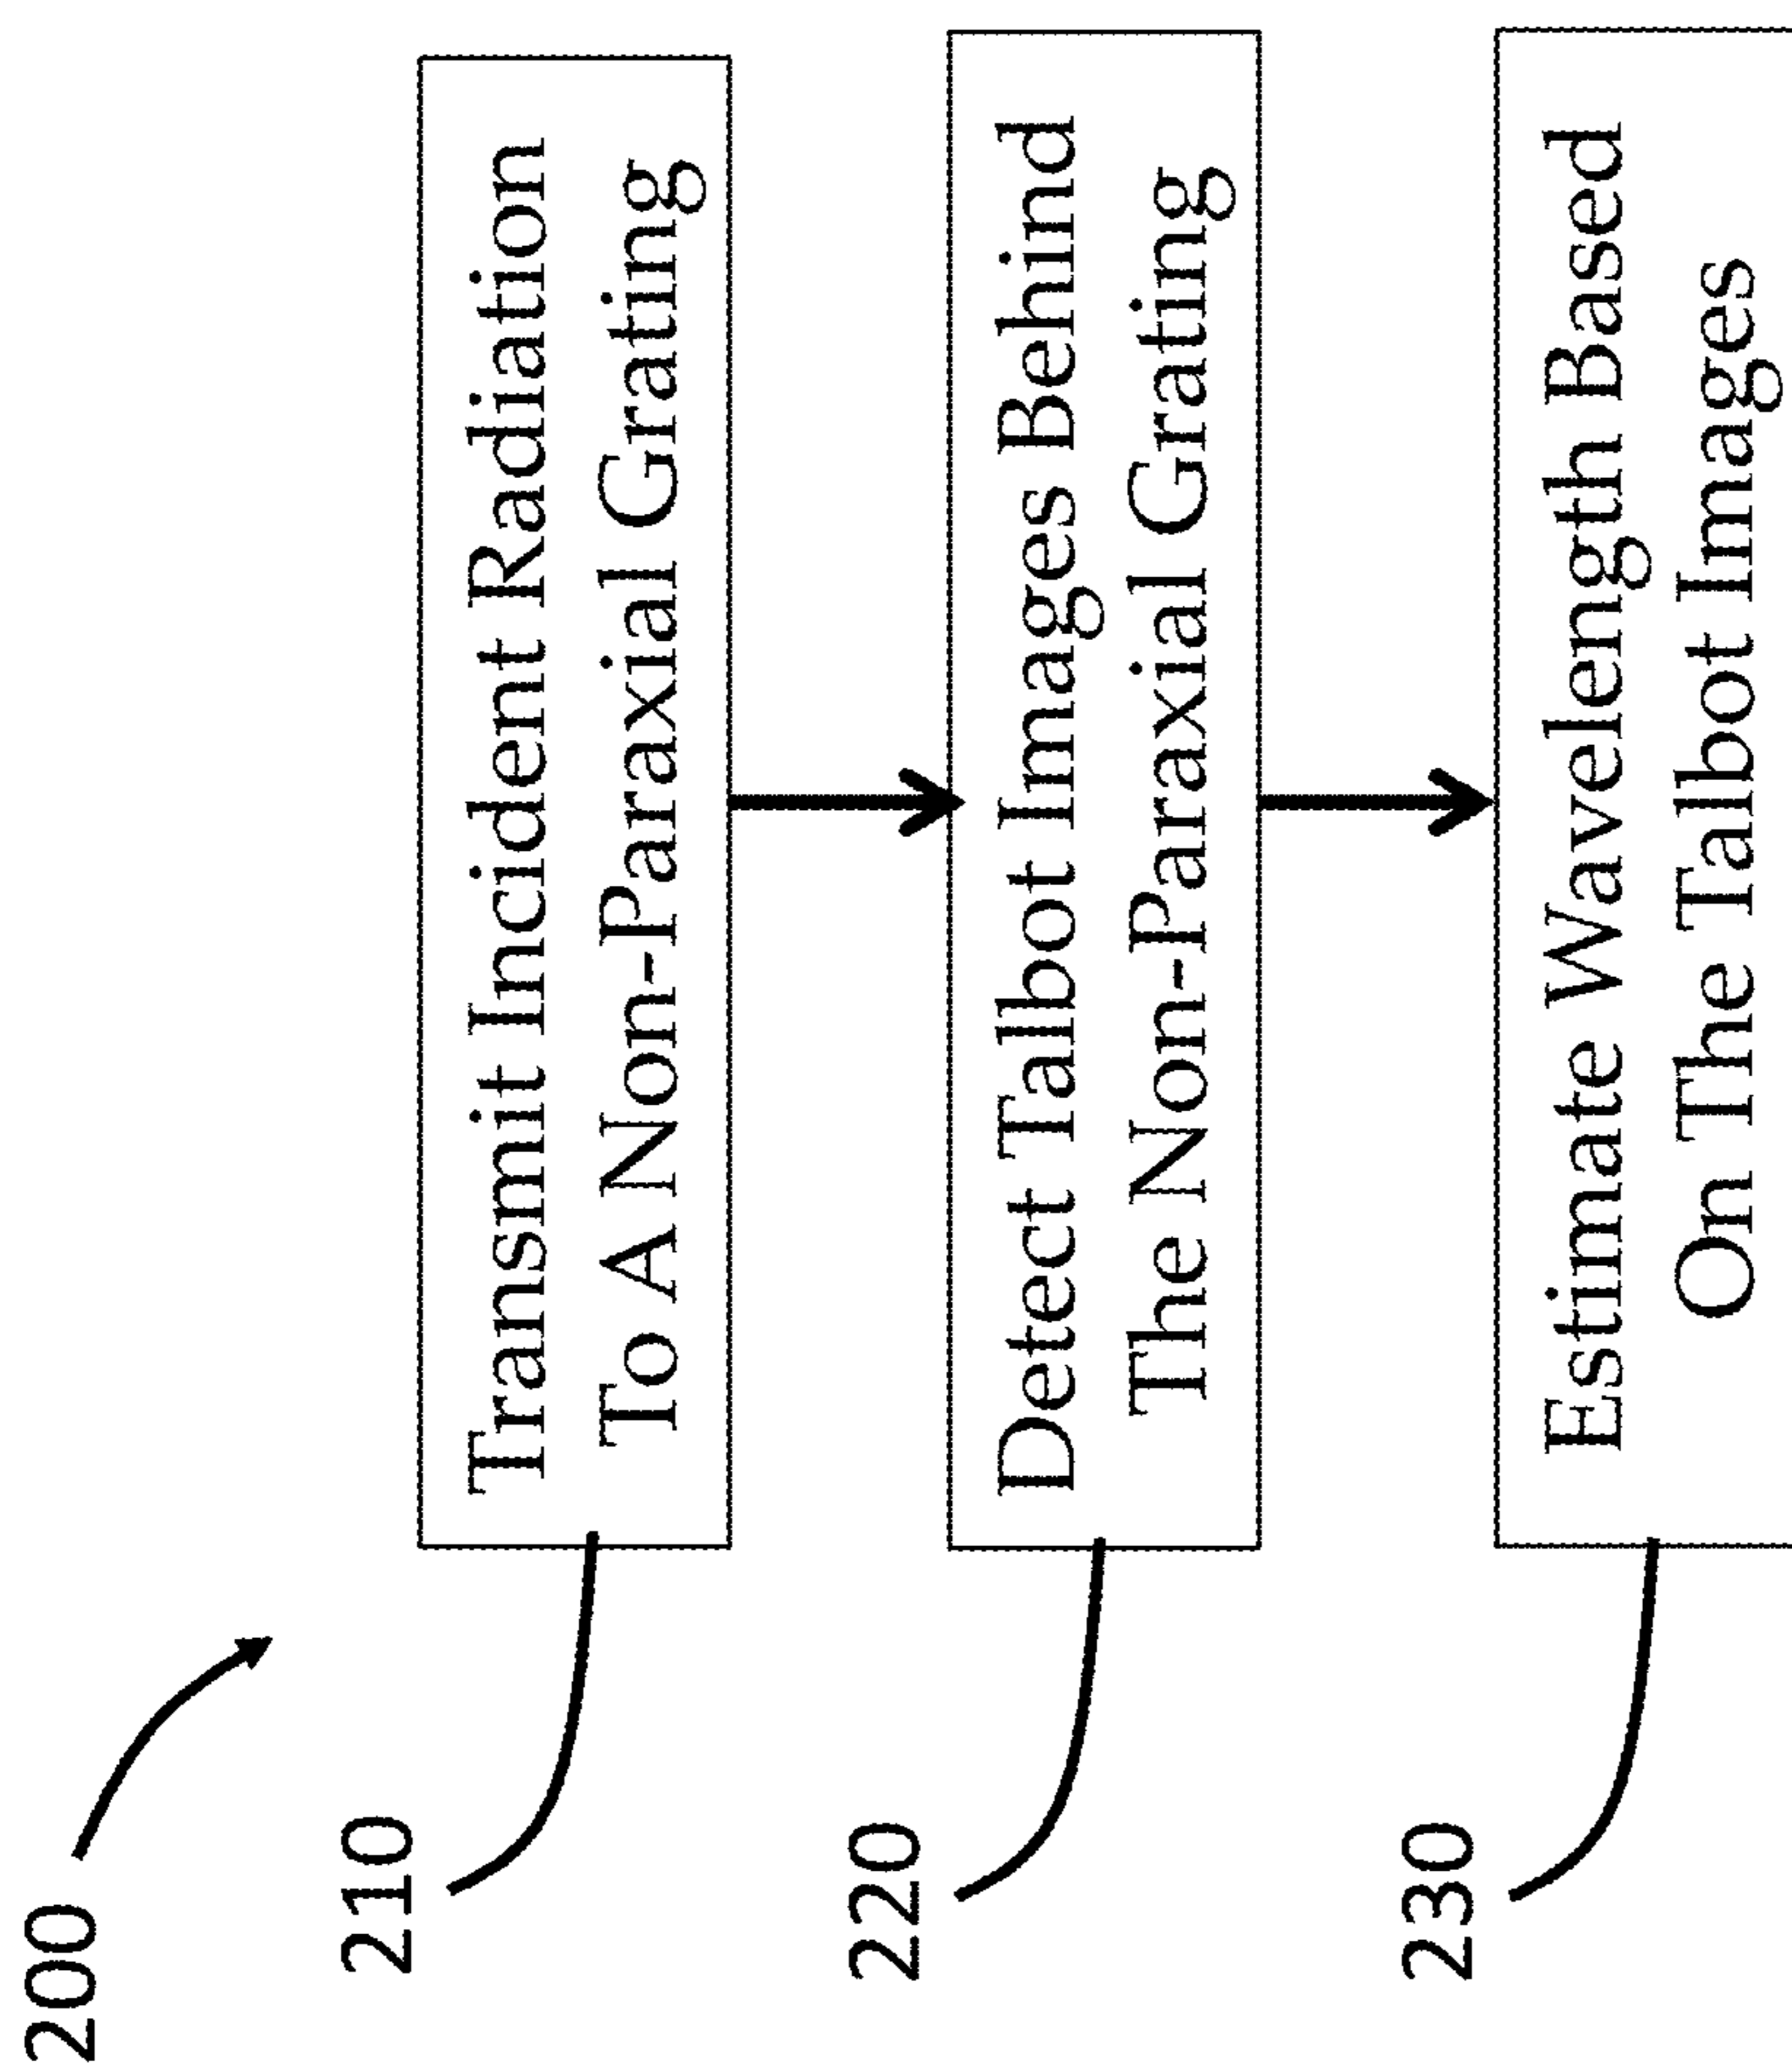 200
210
Transmit Incident Radiation
To A Non-Paraxial Grating
220
Detect Talbot Images Behind
The Non-Paraxial Grating
230
Estimate Wavelength Based
On The Talbot Images